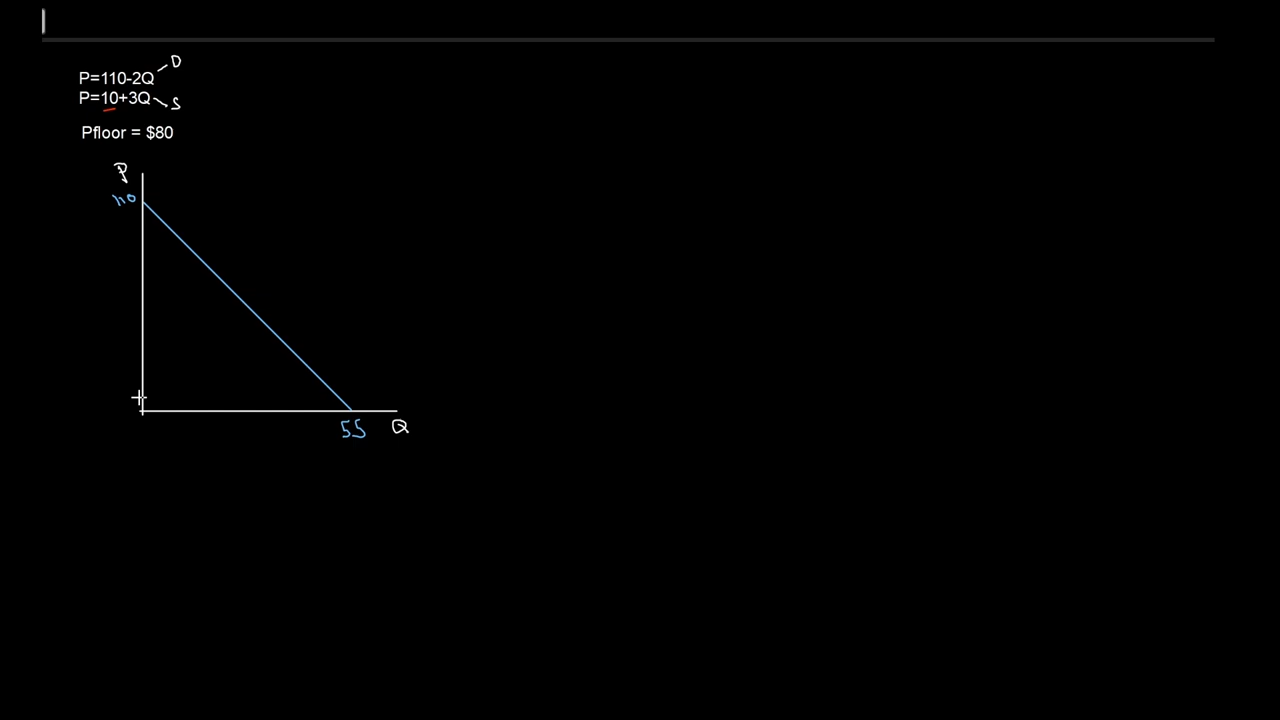 P=110-2Q D
P=10+3Q S
Pfloor = $80
P
110
55 Q